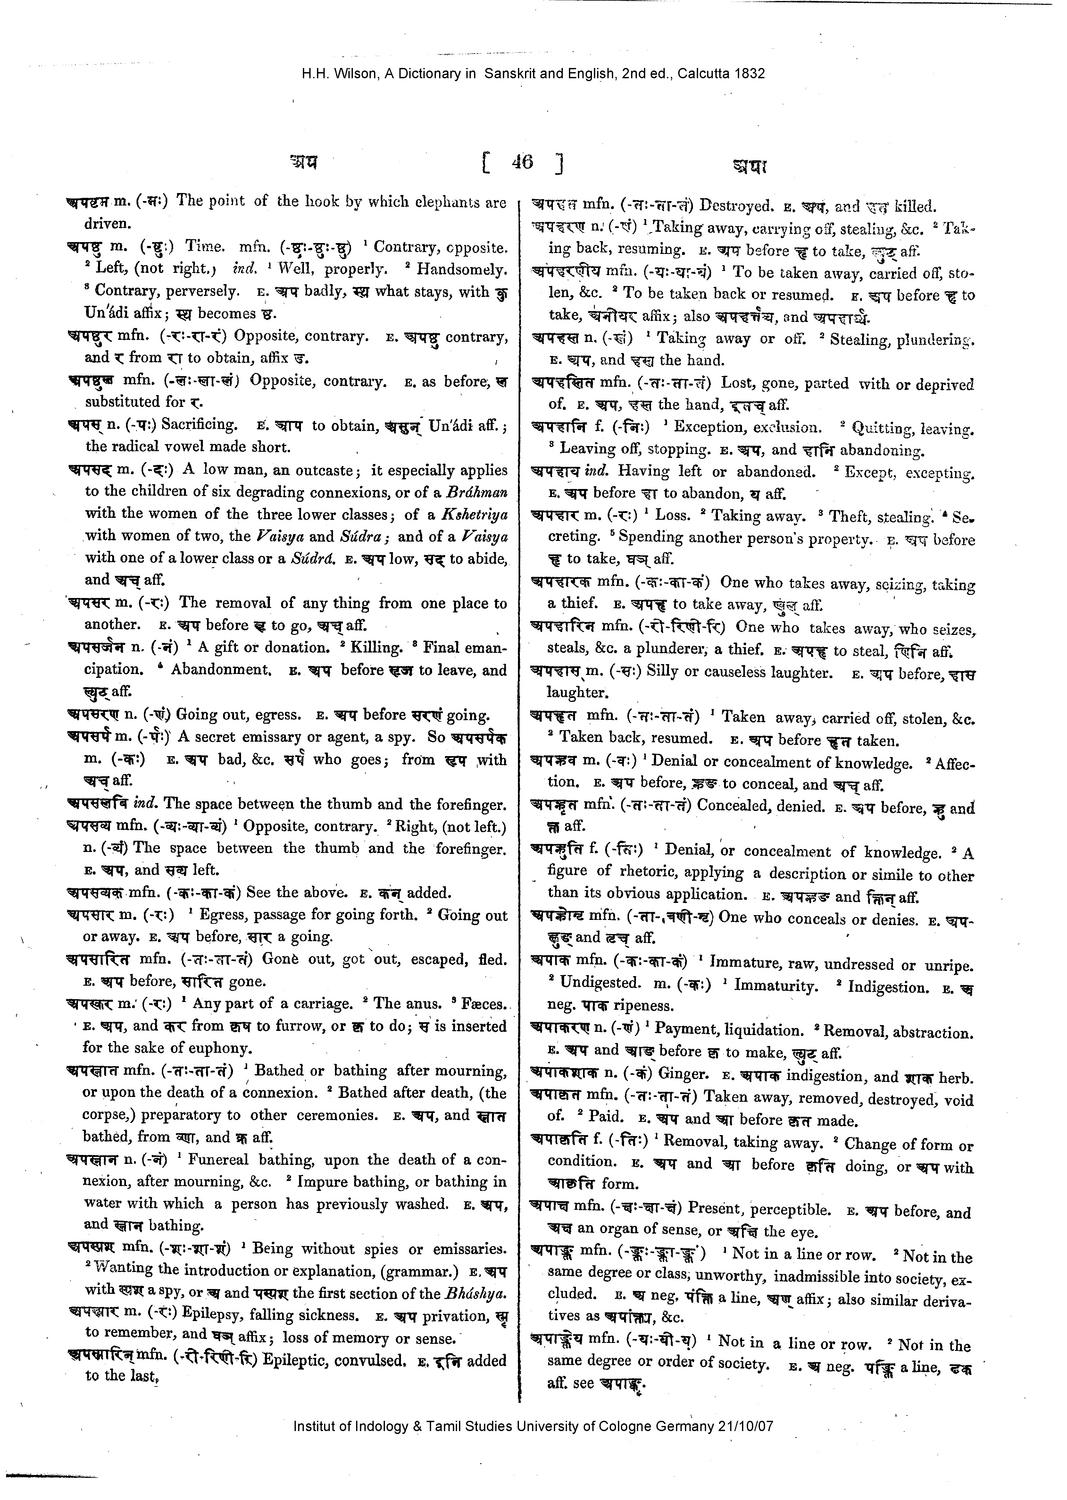 H.H. Wilson, A Dictionary in Sanskrit and English, 2nd ed., Calcutta 1832
अप [ 46 ] अपा
अपष्टम m. (-मः) The point of the hook by which elephants are
driven.
अपष्ठु m. (-ष्ठुः) Time. mfn. (-ष्ठुः-ष्ठुः-ष्ठु) ¹ Contrary, opposite.
² Left, (not right,) ind. ¹ Well, properly. ² Handsomely.
³ Contrary, perversely. E. अप badly, स्थ what stays, with कु
Un'ádi affix; स्थ becomes ष्ठ.
अपष्ठुर mfn. (-रः-रा-रं) Opposite, contrary. E. अपष्ठु contrary,
and र from रा to obtain, affix ड.
अपष्ठुल mfn. (-लः-ला-लं) Opposite, contrary. E. as before, ल
substituted for र.
अपस् n. (-पः) Sacrificing. E. आप to obtain, असुन् Un'ádi aff.;
the radical vowel made short.
अपसद m. (-दः) A low man, an outcaste; it especially applies
to the children of six degrading connexions, or of a Bráhman
with the women of the three lower classes; of a Kshetriya
with women of two, the Vaisya and Súdra; and of a Vaisya
with one of a lower class or a Súdrá. E. अप low, सद to abide,
and अच् aff.
अपसर m. (-रः) The removal of any thing from one place to
another. E. अप before सृ to go, अच् aff.
अपसर्जन n. (-नं) ¹ A gift or donation. ² Killing. ³ Final eman-
cipation. ⁴ Abandonment. E. अप before सृज to leave, and
ल्युट् aff.
अपसरण n. (-णं) Going out, egress. E. अप before सरणं going.
अपसर्प m. (-र्पः) A secret emissary or agent, a spy. So अपसर्पक
m. (-कः) E. अप bad, &c. सर्प who goes; from सृप with
अच् aff.
अपसलवि ind. The space between the thumb and the forefinger.
अपसव्य mfn. (-व्यः-व्या-व्यं) ¹ Opposite, contrary. ² Right, (not left.)
n. (-व्यं) The space between the thumb and the forefinger.
E. अप, and सव्य left.
अपसव्यक mfn. (-कः-का-कं) See the above. E. कन् added.
अपसार m. (-रः) ¹ Egress, passage for going forth. ² Going out
or away. E. अप before, सार a going.
अपसारित mfn. (-तः-ता-तं) Gone out, got out, escaped, fled.
E. अप before, सारित gone.
अपस्कर m. (-रः) ¹ Any part of a carriage. ² The anus. ³ Fæces.
E. अप, and कर from कृष to furrow, or कृ to do; स is inserted
for the sake of euphony.
अपस्नात mfn. (-तः-ता-तं) ¹ Bathed or bathing after mourning,
or upon the death of a connexion. ² Bathed after death, (the
corpse,) preparatory to other ceremonies. E. अप, and स्नात
bathed, from ष्णा, and क्त aff.
अपस्नान n. (-नं) ¹ Funereal bathing, upon the death of a con-
nexion, after mourning, &c. ² Impure bathing, or bathing in
water with which a person has previously washed. E. अप,
and स्नान bathing.
अपस्पश mfn. (-शः-शा-शं) ¹ Being without spies or emissaries.
² Wanting the introduction or explanation, (grammar.) E. अप
with स्पश a spy, or अ and पस्पश the first section of the Bháshya.
अपस्मार m. (-रः) Epilepsy, falling sickness. E. अप privation, स्मृ
to remember, and घञ् affix; loss of memory or sense.
अपस्मारिन् mfn. (-री-रिणी-रि) Epileptic, convulsed. E. इनि added
to the last,
अपहत mfn. (-तः-ता-तं) Destroyed. E. अप, and हत killed.
अपहरण n. (-णं) ¹ Taking away, carrying off, stealing, &c. ² Tak-
ing back, resuming. E. अप before हृ to take, ल्युट् aff.
अपहरणीय mfn. (-यः-या-यं) ¹ To be taken away, carried off, sto-
len, &c. ² To be taken back or resumed. E. अप before हृ to
take, अनीयर affix; also अपहर्त्तव्य, and अपहार्य्य.
अपहस्त n. (-स्तं) ¹ Taking away or off. ² Stealing, plundering.
E. अप, and हस्त the hand.
अपहस्तित mfn. (-तः-ता-तं) Lost, gone, parted with or deprived
of. E. अप, हस्त the hand, इतच् aff.
अपहानि f. (-निः) ¹ Exception, exclusion. ² Quitting, leaving.
³ Leaving off, stopping. E. अप, and हानि abandoning.
अपहाय ind. Having left or abandoned. ² Except, excepting.
E. अप before हा to abandon, य aff.
अपहार m. (-रः) ¹ Loss. ² Taking away. ³ Theft, stealing. ⁴ Se-
creting. ⁵ Spending another person's property. E. अप before
हृ to take, घञ् aff.
अपहारक mfn. (-कः-का-कं) One who takes away, seizing, taking
a thief. E. अपहृ to take away, ण्वुल् aff.
अपहारिन mfn. (-री-रिणी-रि) One who takes away, who seizes,
steals, &c. a plunderer, a thief. E. अपहृ to steal, णिनि aff.
अपहास् m. (-सः) Silly or causeless laughter. E. अप before, हास
laughter.
अपहृत mfn. (-तः-ता-तं) ¹ Taken away, carried off, stolen, &c.
² Taken back, resumed. E. अप before हृत taken.
अपह्नव m. (-वः) ¹ Denial or concealment of knowledge. ² Affec-
tion. E. अप before, ह्नुङ to conceal, and अच् aff.
अपह्नुत mfn. (-तः-ता-तं) Concealed, denied. E. अप before, ह्नु and
क्त aff.
अपह्नुति f. (-तिः) ¹ Denial, or concealment of knowledge. ² A
figure of rhetoric, applying a description or simile to other
than its obvious application. E. अपह्नुङ and क्तिन् aff.
अपह्नोतृ mfn. (-ता-त्री-तृ) One who conceals or denies. E. अप-
ह्नुङ and तृच् aff.
अपाक mfn. (-कः-का-कं) ¹ Immature, raw, undressed or unripe.
² Undigested. m. (-कः) ¹ Immaturity. ² Indigestion. E. अ
neg. पाक ripeness.
अपाकरण n. (-णं) ¹ Payment, liquidation. ² Removal, abstraction.
E. अप and आङ् before कृ to make, ल्युट् aff.
अपाकशाक n. (-कं) Ginger. E. अपाक indigestion, and शाक herb.
अपाकृत mfn. (-तः-ता-तं) Taken away, removed, destroyed, void
of. ² Paid. E. अप and आ before कृत made.
अपाकृति f. (-तिः) ¹ Removal, taking away. ² Change of form or
condition. E. अप and आ before कृति doing, or अप with
आकृति form.
अपाच mfn. (-चः-चा-चं) Present, perceptible. E. अप before, and
अच an organ of sense, or अचि the eye.
अपाङ्क्त mfn. (-ङ्क्तः-ङ्क्ता-ङ्क्तं) ¹ Not in a line or row. ² Not in the
same degree or class, unworthy, inadmissible into society, ex-
cluded. E. अ neg. पंक्ति a line, अण् affix; also similar deriva-
tives as अपांक्त्य, &c.
अपाङ्क्तेय mfn. (-यः-यी-य) ¹ Not in a line or row. ² Not in the
same degree or order of society. E. अ neg. पङ्क्ति a line, ढक
aff. see अपाङ्क्त.
Institut of Indology & Tamil Studies University of Cologne Germany 21/10/07